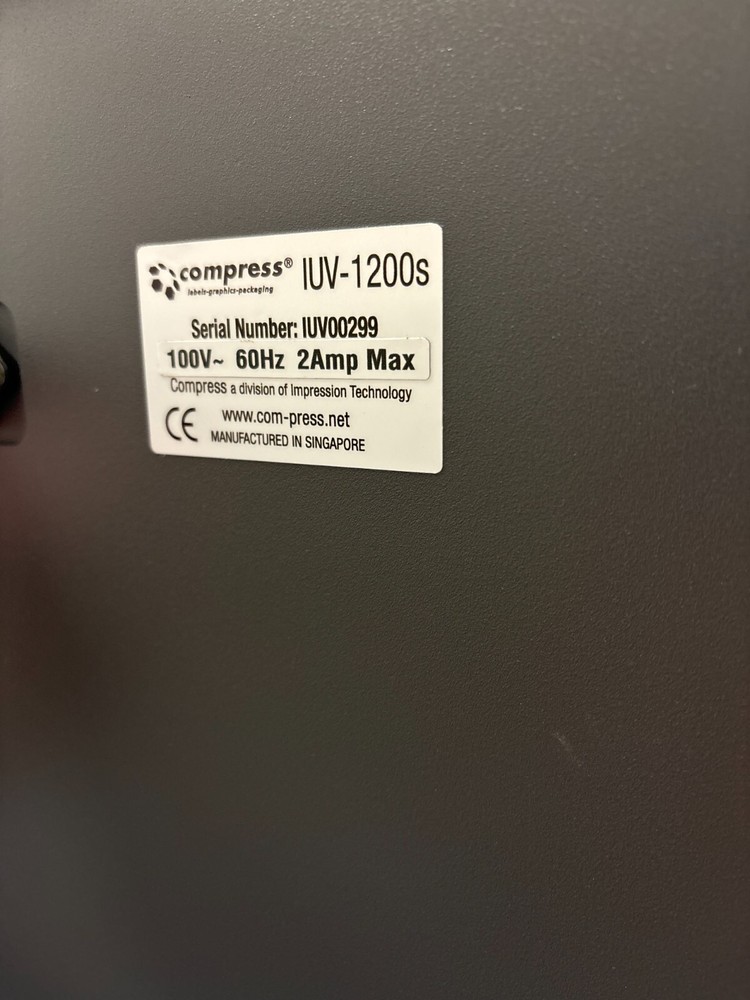 compress® IUV-1200s
labels-graphics-packaging
Serial Number: IUV00299
100V~ 60Hz 2Amp Max
Compress a division of Impression Technology
www.com-press.net
CE MANUFACTURED IN SINGAPORE